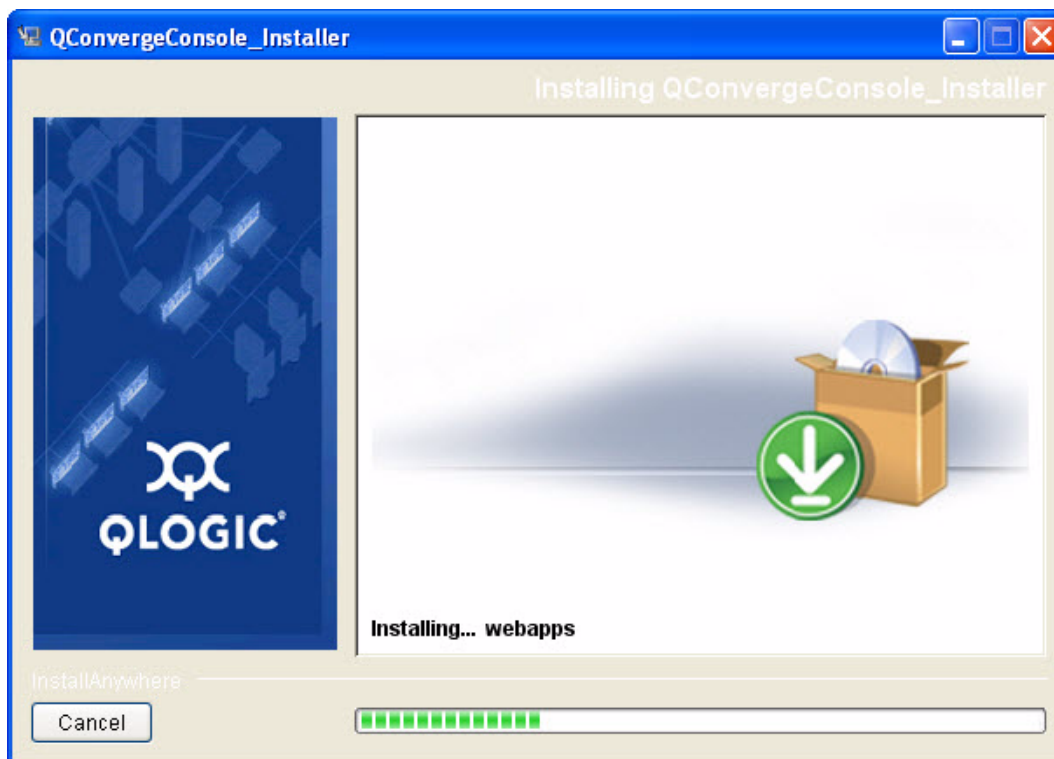 QConvergeConsole_Installer
Installing QConvergeConsole_Installer
QLOGIC®
Installing... webapps
InstallAnywhere
Cancel